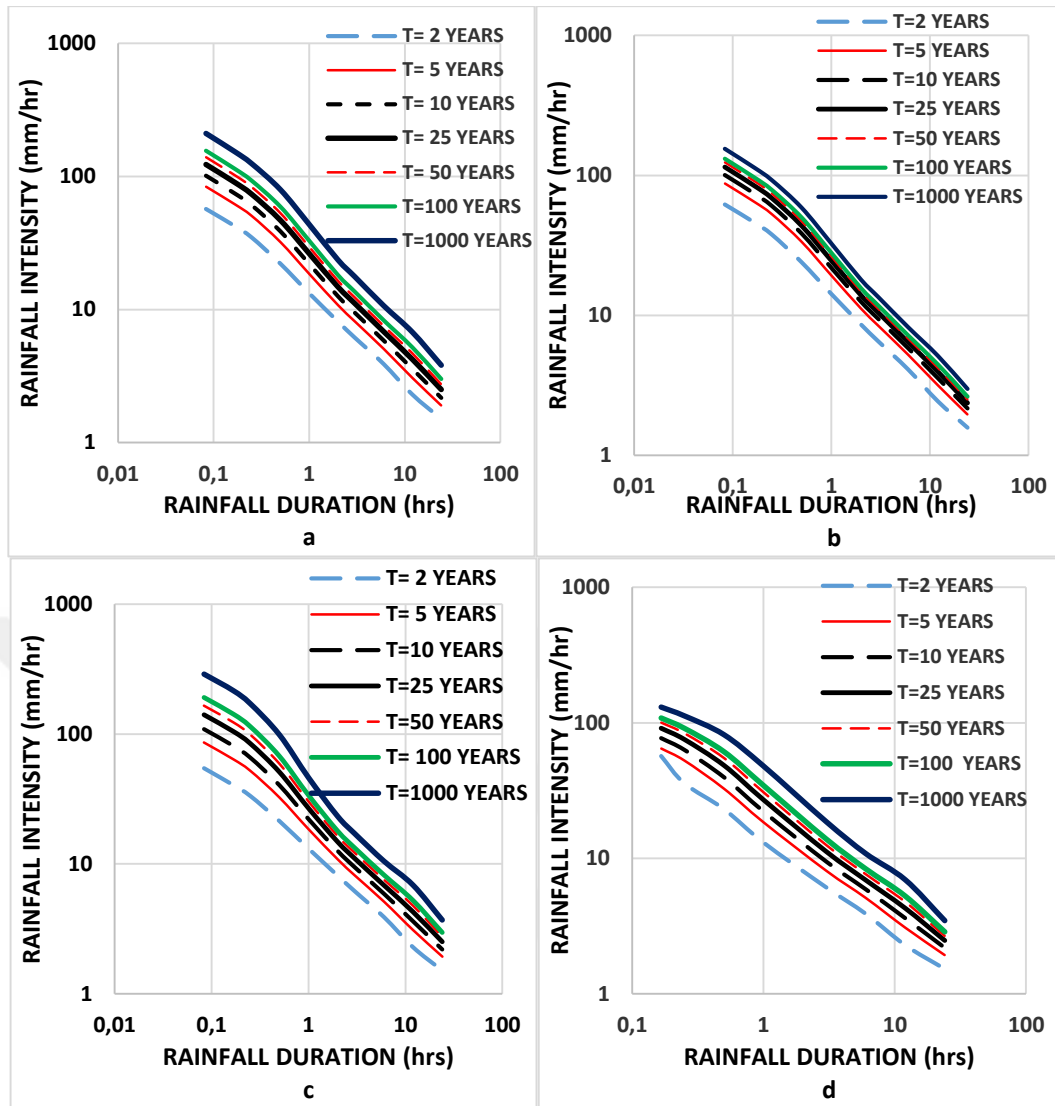 RAINFALL INTENSITY (mm/hr)
1000
100
10
1
T= 2 YEARS
T= 5 YEARS
T= 10 YEARS
T= 25 YEARS
T= 50 YEARS
T=100 YEARS
T=1000 YEARS
0,01
0,1
1
10
100
RAINFALL DURATION (hrs)
a
RAINFALL INTENSITY (mm/hr)
1000
100
10
1
T=2 YEARS
T=5 YEARS
T=10 YEARS
T=25 YEARS
T=50 YEARS
T=100 YEARS
T=1000 YEARS
0,01
0,1
1
10
100
RAINFALL DURATION (hrs)
b
RAINFALL INTENSITY (mm/hr)
1000
100
10
1
T= 2 YEARS
T= 5 YEARS
T=10 YEARS
T=25 YEARS
T=50 YEARS
T= 100 YEARS
T=1000 YEARS
0,01
0,1
1
10
100
RAINFALL DURATION (hrs)
c
RAINFALL INTENSITY (mm/hr)
1000
100
10
1
T=2 YEARS
T=5 YEARS
T=10 YEARS
T=25 YEARS
T=50 YEARS
T=100 YEARS
T=1000 YEARS
0,1
1
10
100
RAINFALL DURATION (hrs)
d